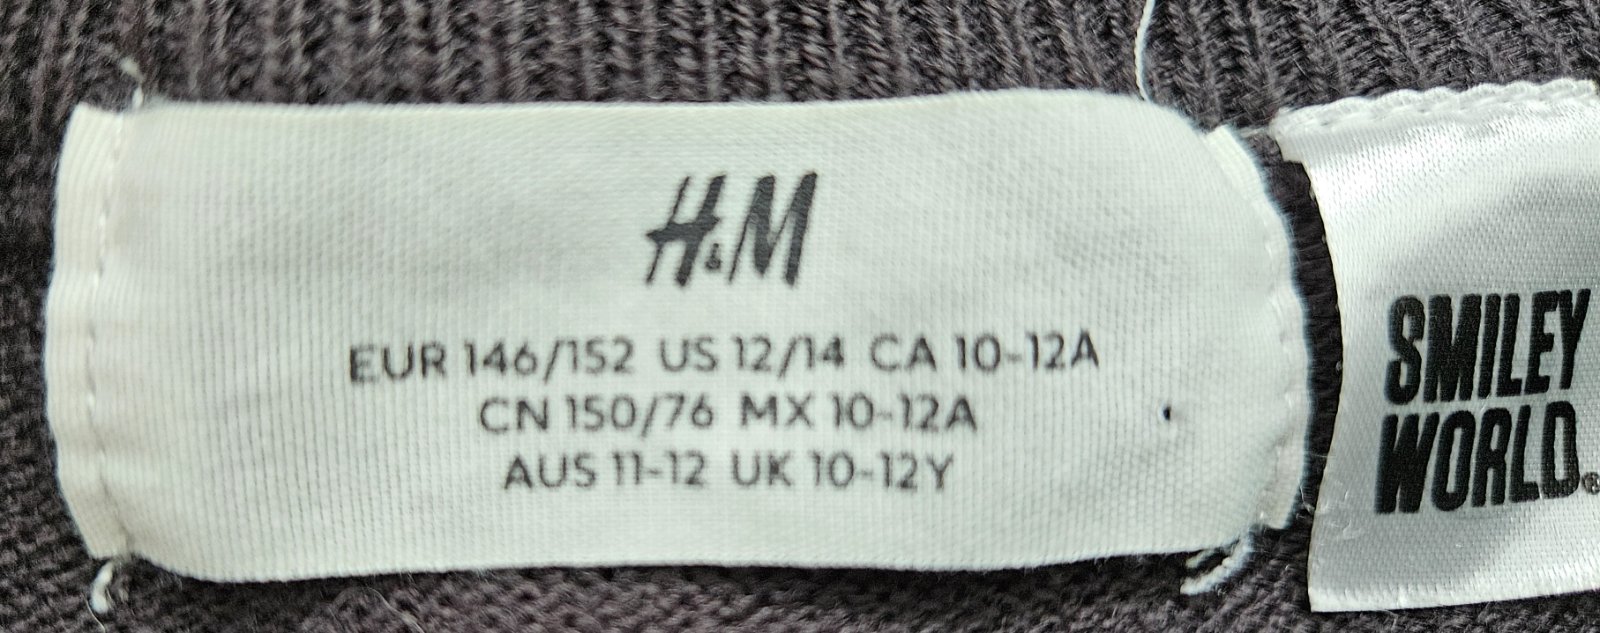 H&M
EUR 146/152 US 12/14 CA 10-12A
CN 150/76 MX 10-12A
AUS 11-12 UK 10-12Y
SMILEY
WORLD®